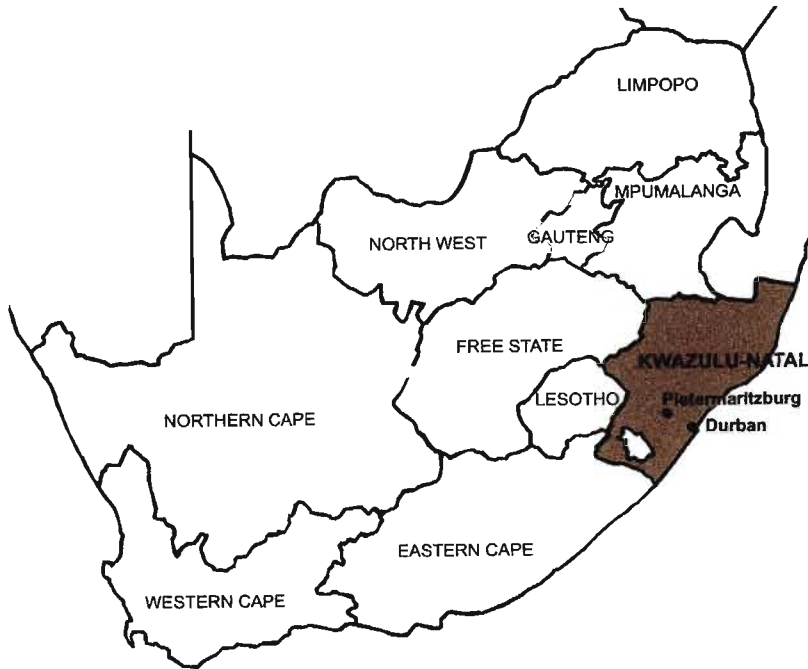 LIMPOPO
MPUMALANGA
NORTH WEST
GAUTENG
FREE STATE
KWAZULU-NATAL
LESOTHO
Pietermaritzburg
Durban
NORTHERN CAPE
EASTERN CAPE
WESTERN CAPE